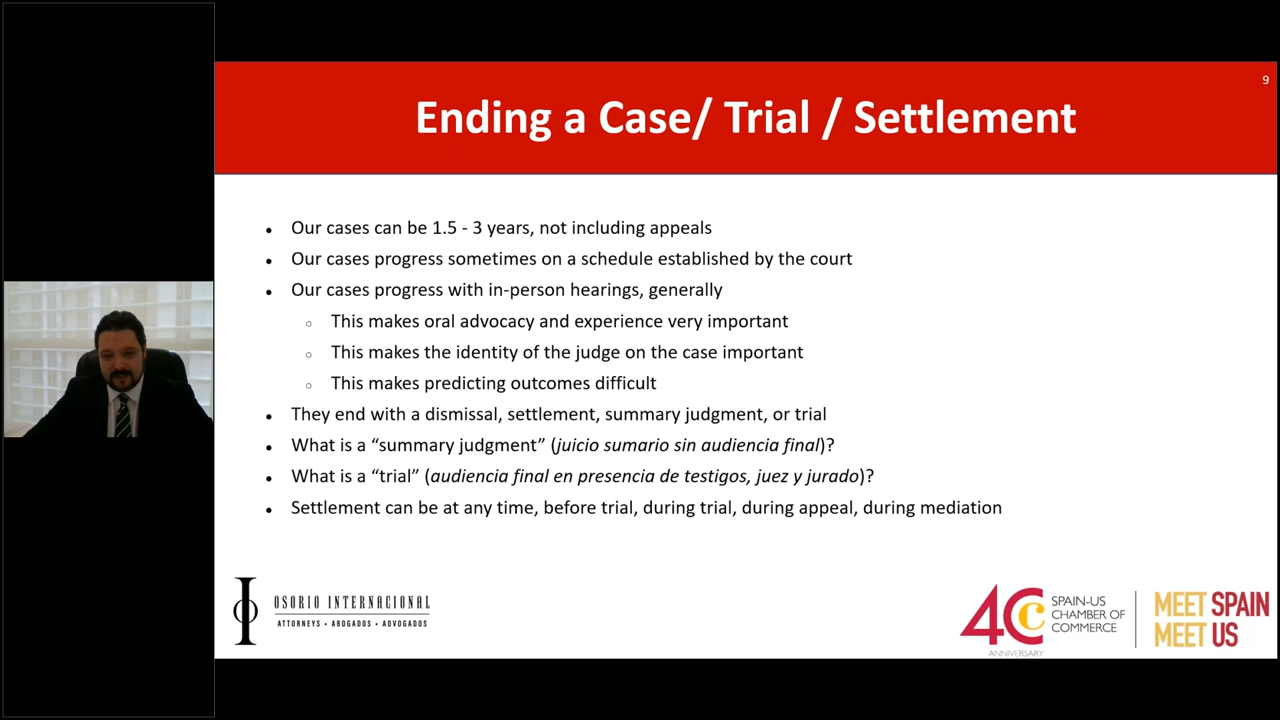 9
Ending a Case/ Trial / Settlement
● Our cases can be 1.5 - 3 years, not including appeals
● Our cases progress sometimes on a schedule established by the court
● Our cases progress with in-person hearings, generally
○ This makes oral advocacy and experience very important
○ This makes the identity of the judge on the case important
○ This makes predicting outcomes difficult
● They end with a dismissal, settlement, summary judgment, or trial
● What is a “summary judgment” (juicio sumario sin audiencia final)?
● What is a “trial” (audiencia final en presencia de testigos, juez y jurado)?
● Settlement can be at any time, before trial, during trial, during appeal, during mediation
OSORIO INTERNACIONAL
ATTORNEYS • ABOGADOS • ADVOGADOS
4C
ANNIVERSARY
SPAIN-US
CHAMBER OF
COMMERCE
MEET SPAIN
MEET US